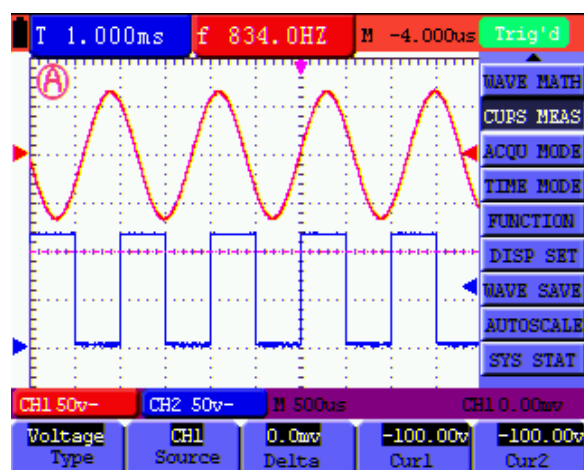 T 1.000ms f 834.0HZ M -4.000us Trig'd
A
WAVE MATH
CUPS MEAS
ACQU MODE
TIME MODE
FUNCTION
DISP SET
WAVE SAVE
AUTOSCALE
SYS STAT
CH1 50v~ CH2 50v~ M 500us CH1 0.00mv
Voltage CH1 0.0mv -100.00v -100.00v
Type Source Delta Cur1 Cur2